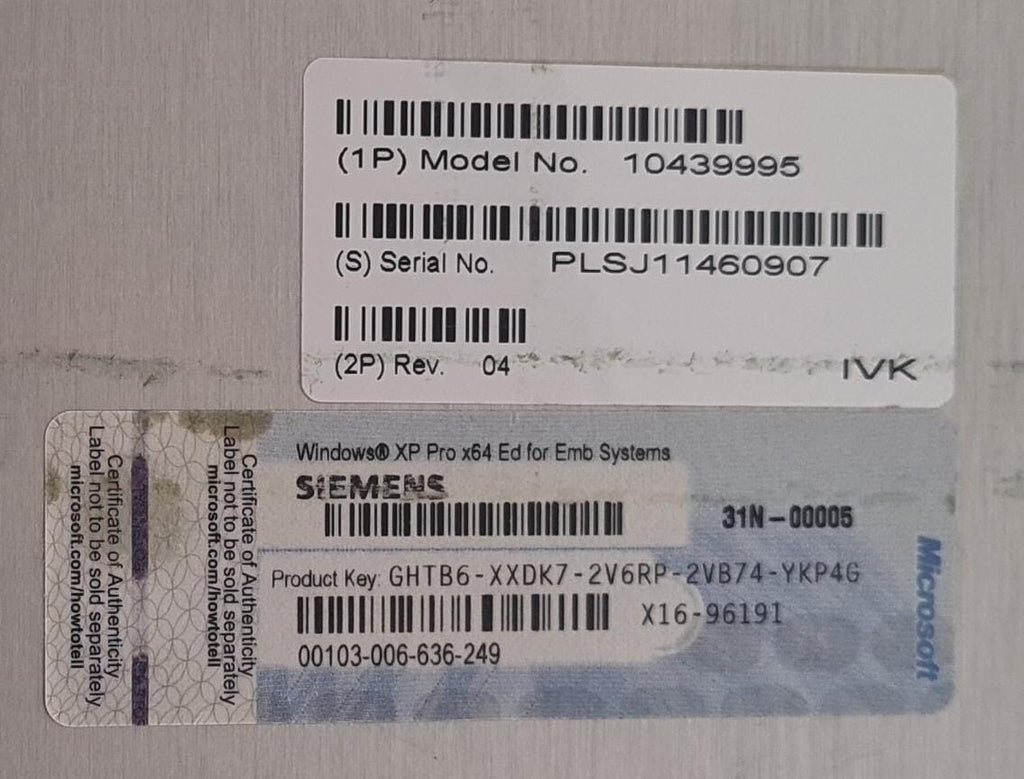 (1P) Model No. 10439995
(S) Serial No. PLSJ11460907
(2P) Rev. 04 IVK
Certificate of Authenticity
Label not to be sold separately
microsoft.com/howtotell
Certificate of Authenticity
Label not to be sold separately
microsoft.com/howtotell
Windows® XP Pro x64 Ed for Emb Systems
SIEMENS
31N-00005
Product Key: GHTB6-XXDK7-2V6RP-2VB74-YKP4G
X16-96191
00103-006-636-249
Microsoft